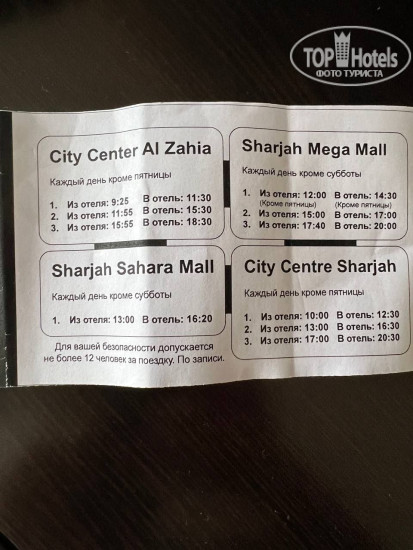 TOP Hotels
ФОТО ТУРИСТА
City Center Al Zahia
Каждый день кроме пятницы
1. Из отеля: 9:25 В отель: 11:30
2. Из отеля: 11:55 В отель: 15:30
3. Из отеля: 15:55 В отель: 18:30
Sharjah Mega Mall
Каждый день кроме субботы
1. Из отеля: 12:00 В отель: 14:30
(Кроме пятницы) (Кроме пятницы)
2. Из отеля: 15:00 В отель: 17:00
3. Из отеля: 17:40 В отель: 20:00
Sharjah Sahara Mall
Каждый день кроме субботы
1. Из отеля: 13:00 В отель: 16:20
City Centre Sharjah
Каждый день кроме пятницы
1. Из отеля: 10:00 В отель: 12:30
2. Из отеля: 13:00 В отель: 16:30
3. Из отеля: 17:00 В отель: 20:30
Для вашей безопасности допускается
не более 12 человек за поездку. По записи.